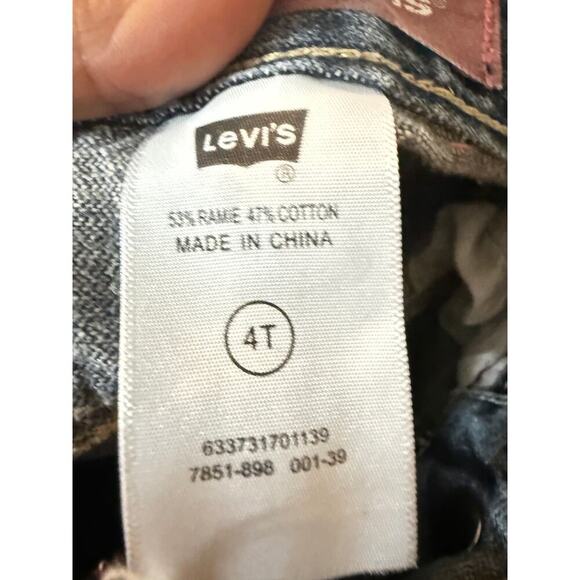 LEVI'S
®
53% RAMIE 47% COTTON
MADE IN CHINA
4T
633731701139
7851-898 001-39